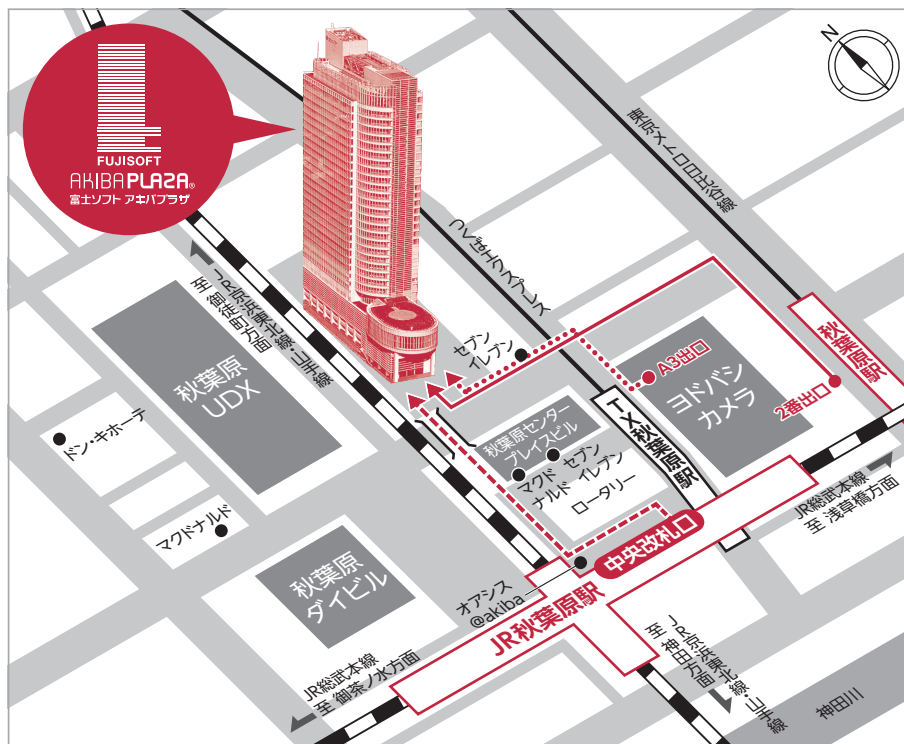 FUJISOFT
AKIBA PLAZA®
富士ソフト アキバプラザ
N
東京メトロ日比谷線
つくばエクスプレス
JR京浜東北線・山手線
至 御徒町方面
秋葉原
UDX
セブン
イレブン
A3出口
ヨドバシ
カメラ
秋葉原駅
2番出口
TX秋葉原駅
ドン・キホーテ
秋葉原センター
プレイスビル
マクド
ナルド
セブン
イレブン
ロータリー
マクドナルド
中央改札口
JR総武本線
至 浅草橋方面
秋葉原
ダイビル
オアシス
@akiba
JR秋葉原駅
JR総武本線
至 御茶ノ水方面
JR京浜東北線・山手線
至 神田方面
神田川